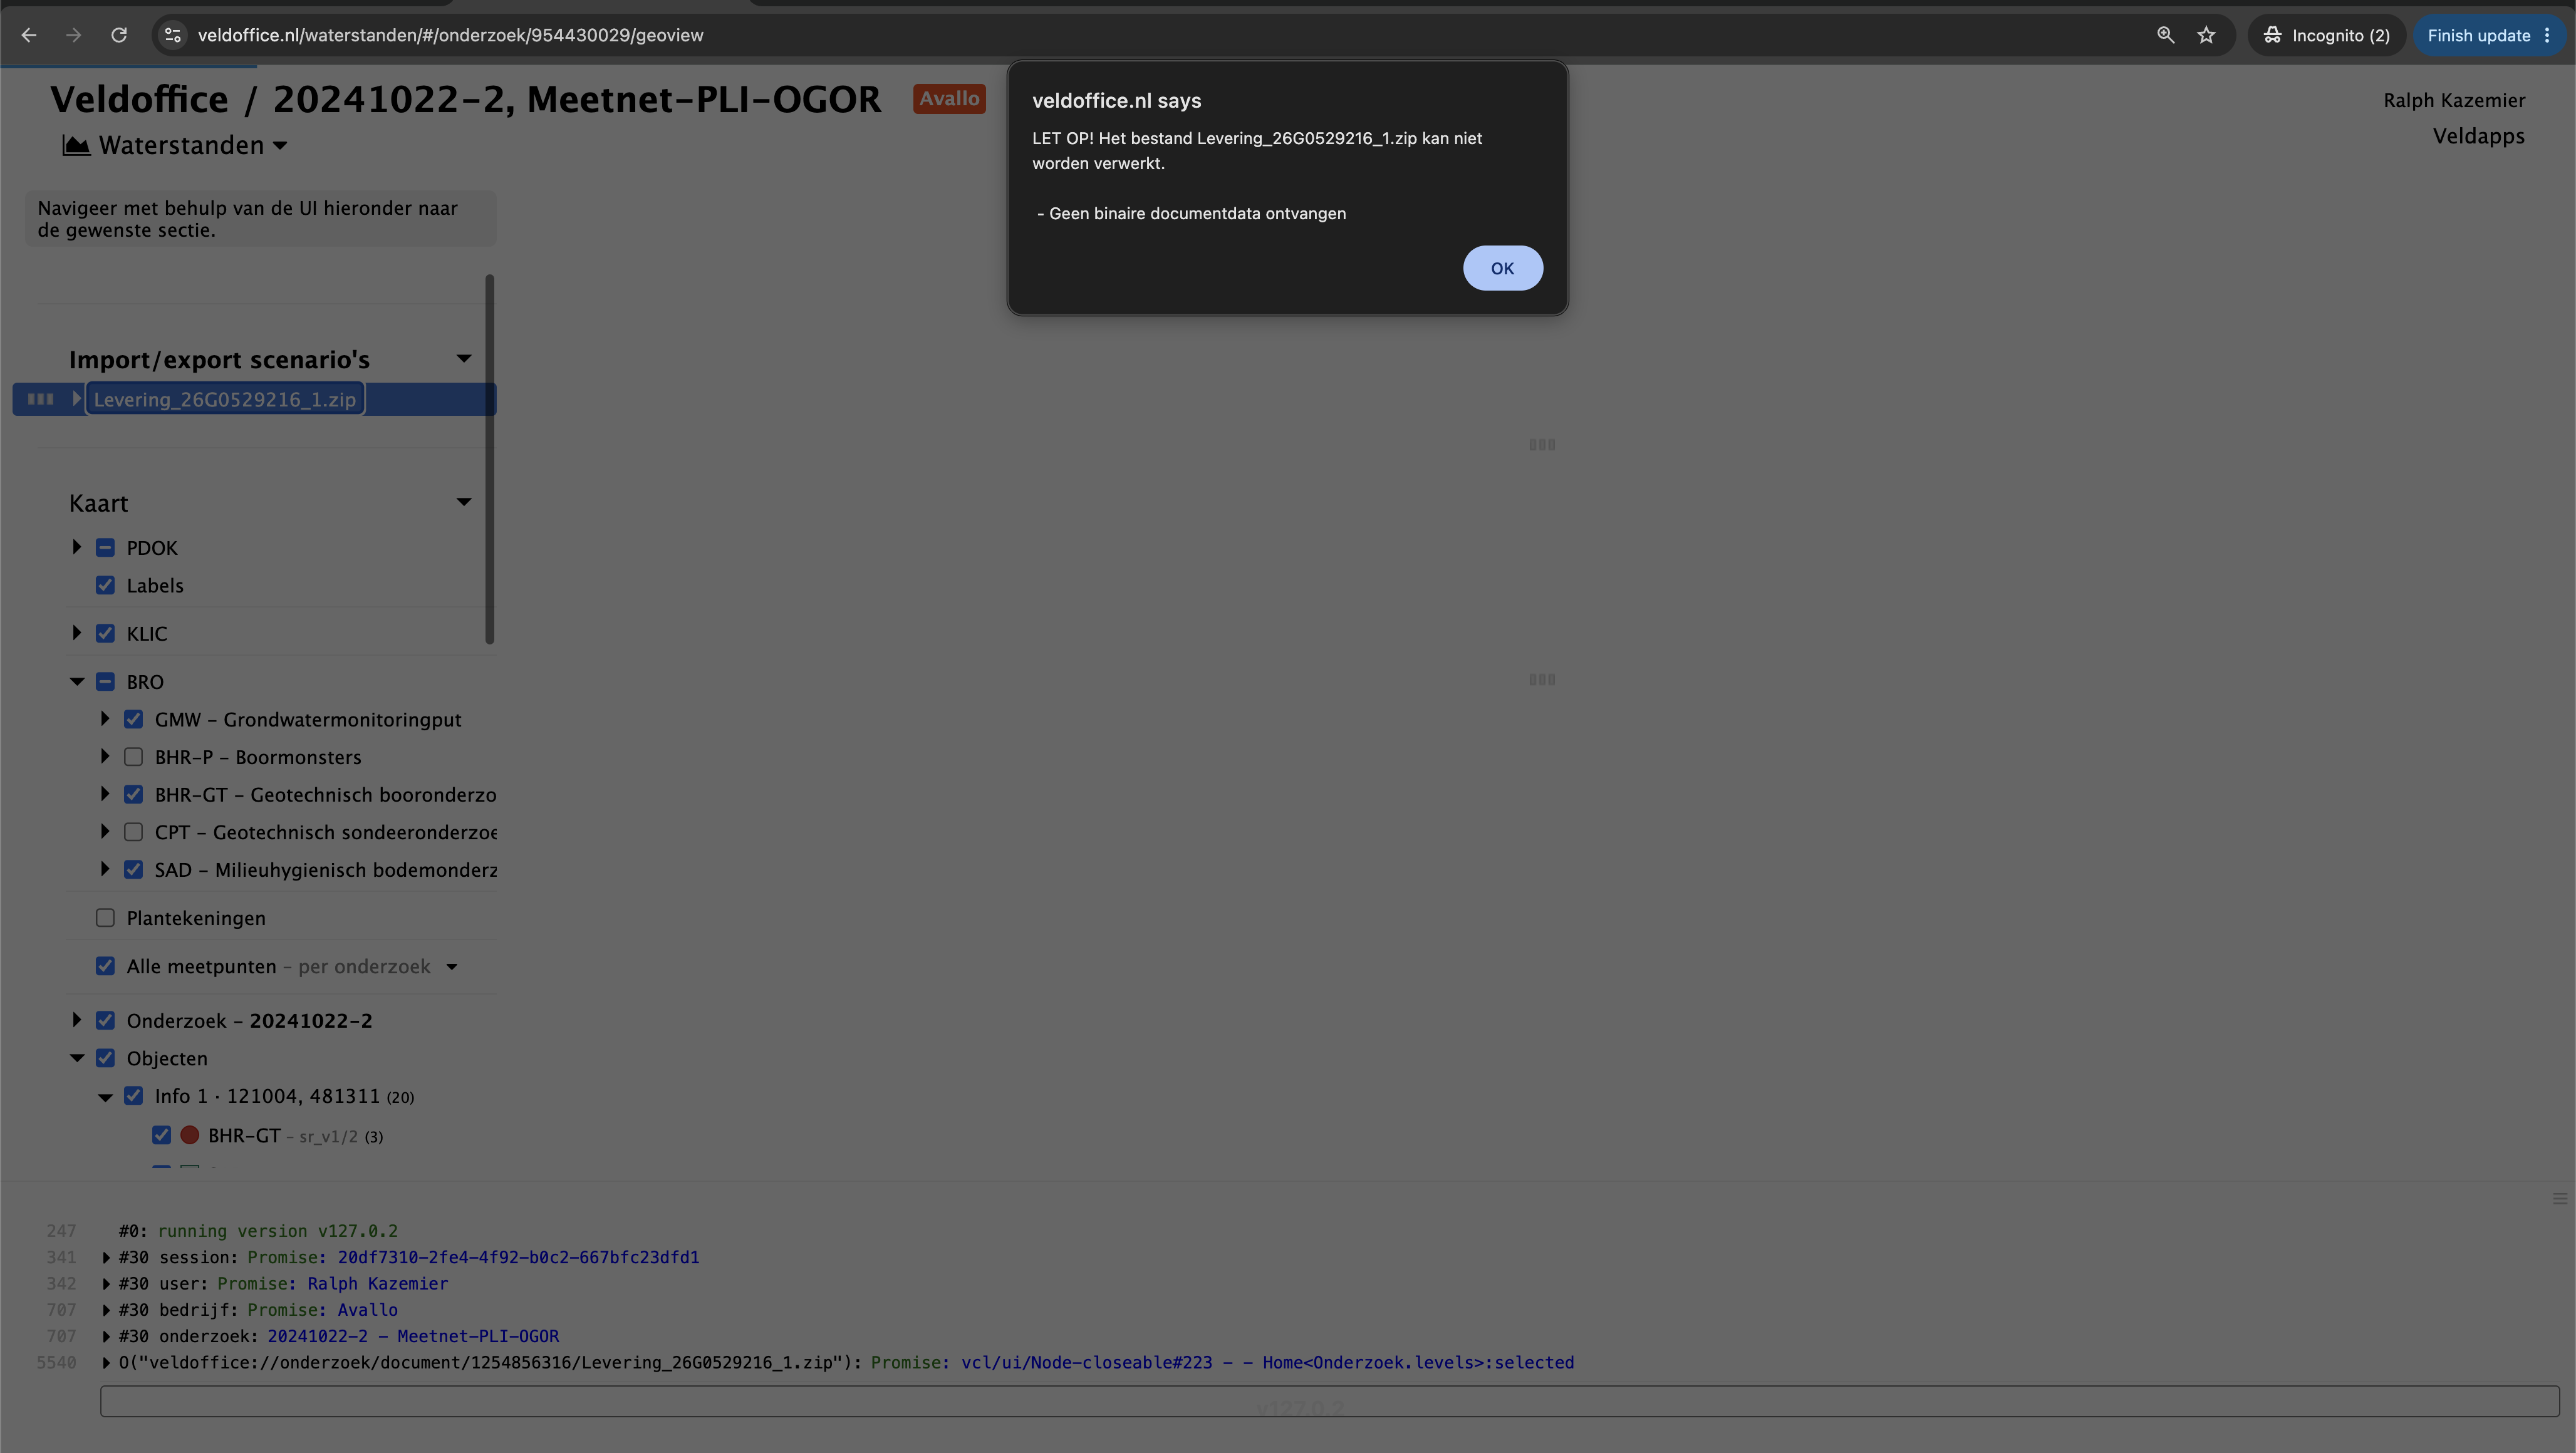 veldoffice.nl/waterstanden/#/onderzoek/954430029/geoview
Incognito (2)
Finish update
Veldoffice / 20241022-2, Meetnet-PLI-OGOR
Avallo
Waterstanden
Ralph Kazemier
Veldapps
veldoffice.nl says
LET OP! Het bestand Levering_26G0529216_1.zip kan niet
worden verwerkt.
- Geen binaire documentdata ontvangen
OK
Navigeer met behulp van de UI hieronder naar
de gewenste sectie.
Import/export scenario's
Levering_26G0529216_1.zip
Kaart
PDOK
Labels
KLIC
BRO
GMW – Grondwatermonitoringput
BHR-P – Boormonsters
BHR-GT – Geotechnisch booronderzo
CPT – Geotechnisch sondeeronderzoe
SAD – Milieuhygienisch bodemonderz
Plantekeningen
Alle meetpunten – per onderzoek
Onderzoek – 20241022-2
Objecten
Info 1 · 121004, 481311 (20)
BHR-GT – sr_v1/2 (3)
247 #0: running version v127.0.2
341 #30 session: Promise: 20df7310-2fe4-4f92-b0c2-667bfc23dfd1
342 #30 user: Promise: Ralph Kazemier
707 #30 bedrijf: Promise: Avallo
707 #30 onderzoek: 20241022-2 - Meetnet-PLI-OGOR
5540 O("veldoffice://onderzoek/document/1254856316/Levering_26G0529216_1.zip"): Promise: vcl/ui/Node-closeable#223 - - Home<Onderzoek.levels>:selected
v127.0.2